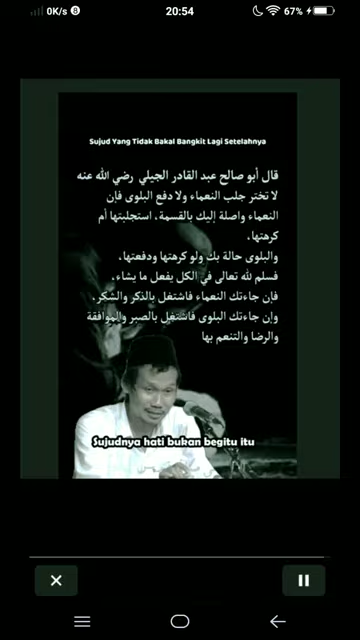 0K/s 8 20:54 67%
Sujud Yang Tidak Bakal Bangkit Lagi Setelahnya
قال أبو صالح عبد القادر الجيلي رضي الله عنه
لا تختر جلب النعماء ولا دفع البلوى فإن
النعماء واصلة إليك بالقسمة، استجلبتها أم
كرهتها،
والبلوى حالة بك ولو كرهتها ودفعتها،
فسلم لله تعالى في الكل يفعل ما يشاء،
فإن جاءتك النعماء فاشتغل بالذكر والشكر،
وإن جاءتك البلوى فاشتغل بالصبر والموافقة
والرضا والتنعم بها
Sujudnya hati bukan begitu itu